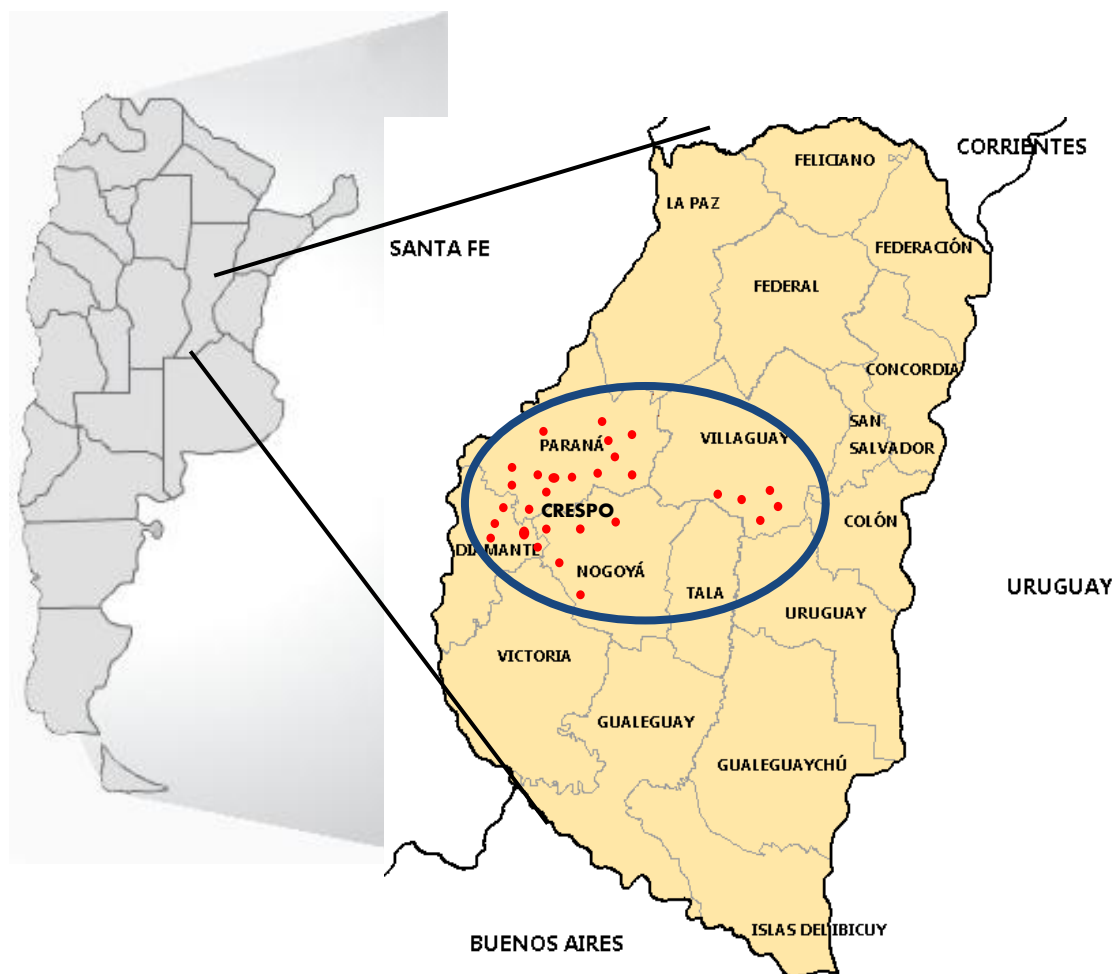 FELICIANO
CORRIENTES
LA PAZ
SANTA FE
FEDERACIÓN
FEDERAL
CONCORDIA
SAN
SALVADOR
PARANÁ
VILLAGUAY
CRESPO
COLÓN
DIAMANTE
NOGOYÁ
TALA
URUGUAY
URUGUAY
VICTORIA
GUALEGUAY
GUALEGUAYCHÚ
ISLAS DEL IBICUY
BUENOS AIRES